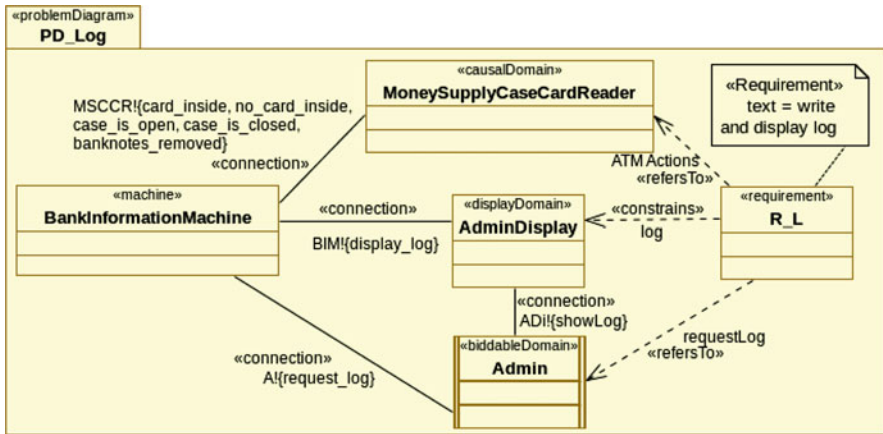 «problemDiagram»
PD_Log
«causalDomain»
MoneySupplyCaseCardReader
«Requirement»
text = write
and display log
MSCCR!{card_inside, no_card_inside,
case_is_open, case_is_closed,
banknotes_removed}
«connection»
ATM Actions
«refersTo»
«machine»
BankInformationMachine
«connection»
BIM!{display_log}
«displayDomain»
AdminDisplay
«constrains»
log
«requirement»
R_L
«connection»
ADi!{showLog}
requestLog
«refersTo»
«connection»
A!{request_log}
«biddableDomain»
Admin